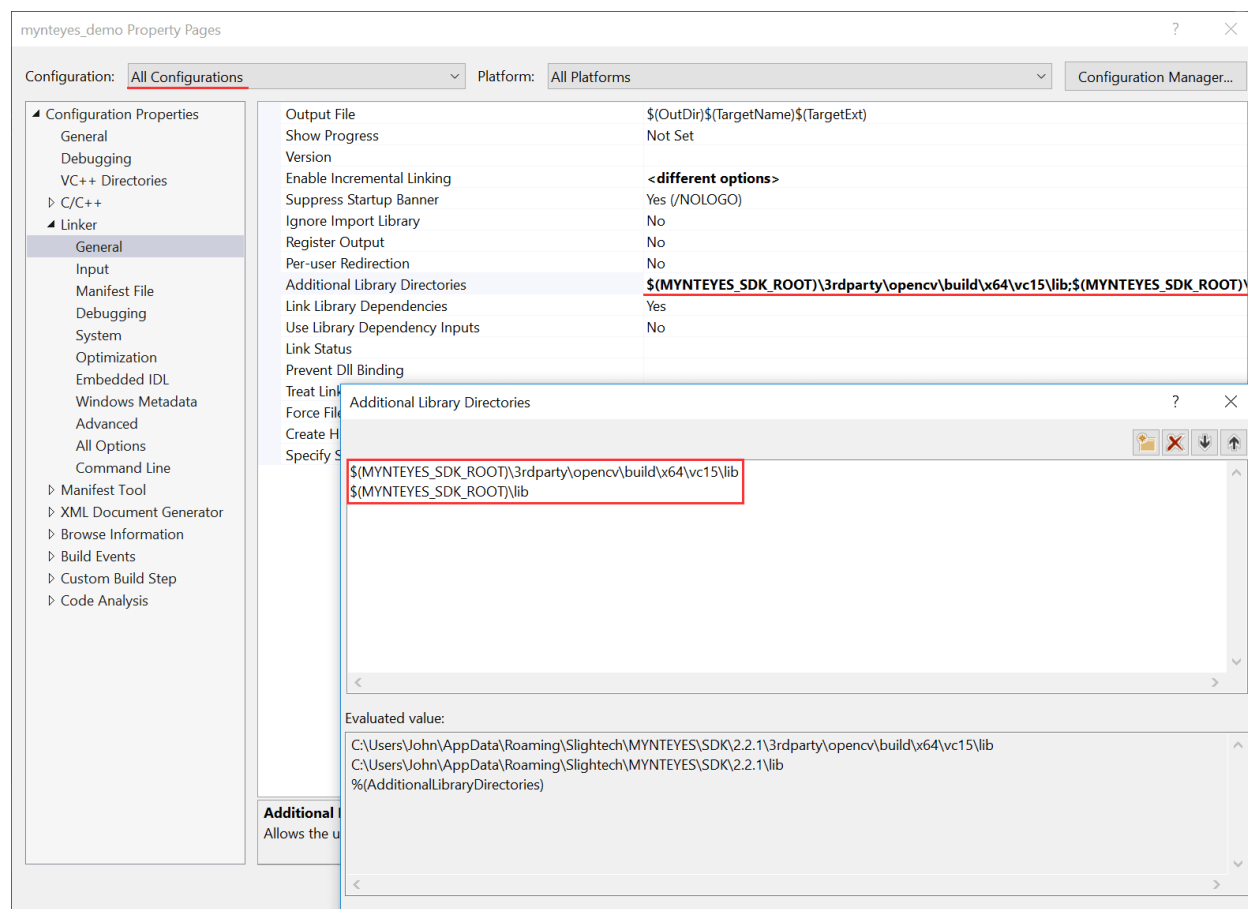 mynteyes_demo Property Pages ?
Configuration: All Configurations Platform: All Platforms Configuration Manager...
Configuration Properties
General
Debugging
VC++ Directories
C/C++
Linker
General
Input
Manifest File
Debugging
System
Optimization
Embedded IDL
Windows Metadata
Advanced
All Options
Command Line
Manifest Tool
XML Document Generator
Browse Information
Build Events
Custom Build Step
Code Analysis
Output File $(OutDir)$(TargetName)$(TargetExt)
Show Progress Not Set
Version
Enable Incremental Linking <different options>
Suppress Startup Banner Yes (/NOLOGO)
Ignore Import Library No
Register Output No
Per-user Redirection No
Additional Library Directories $(MYNTEYES_SDK_ROOT)\3rdparty\opencv\build\x64\vc15\lib;$(MYNTEYES_SDK_ROOT)\
Link Library Dependencies Yes
Use Library Dependency Inputs No
Link Status
Prevent Dll Binding
Treat Link
Force File
Create H
Specify S
Additional
Allows the u
Additional Library Directories ?
$(MYNTEYES_SDK_ROOT)\3rdparty\opencv\build\x64\vc15\lib
$(MYNTEYES_SDK_ROOT)\lib
Evaluated value:
C:\Users\John\AppData\Roaming\Slightech\MYNTEYES\SDK\2.2.1\3rdparty\opencv\build\x64\vc15\lib
C:\Users\John\AppData\Roaming\Slightech\MYNTEYES\SDK\2.2.1\lib
%(AdditionalLibraryDirectories)